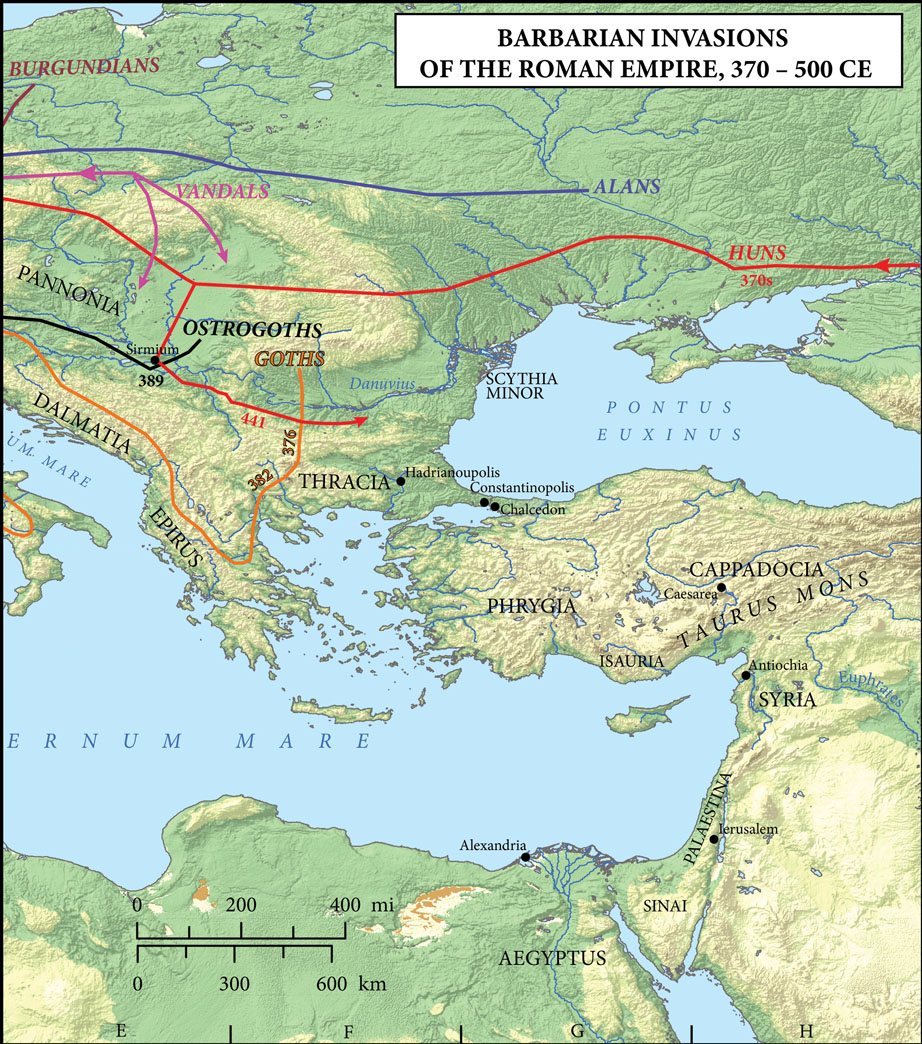 BARBARIAN INVASIONS
OF THE ROMAN EMPIRE, 370 – 500 CE
BURGUNDIANS
VANDALS
ALANS
HUNS
370s
PANNONIA
OSTROGOTHS
Sirmium
GOTHS
389
Danuvius
SCYTHIA
MINOR
DALMATIA
441
PONTUS
EUXINUS
376
UM MARE
382
THRACIA
Hadrianoupolis
Constantinopolis
Chalcedon
EPIRUS
CAPPADOCIA
Caesarea
TAURUS MONS
PHRYGIA
ISAURIA
Antiochia
Euphrates
SYRIA
ERNUM MARE
PALAESTINA
Ierusalem
Alexandria
SINAI
AEGYPTUS
0 200 400 mi
0 300 600 km
E F G H